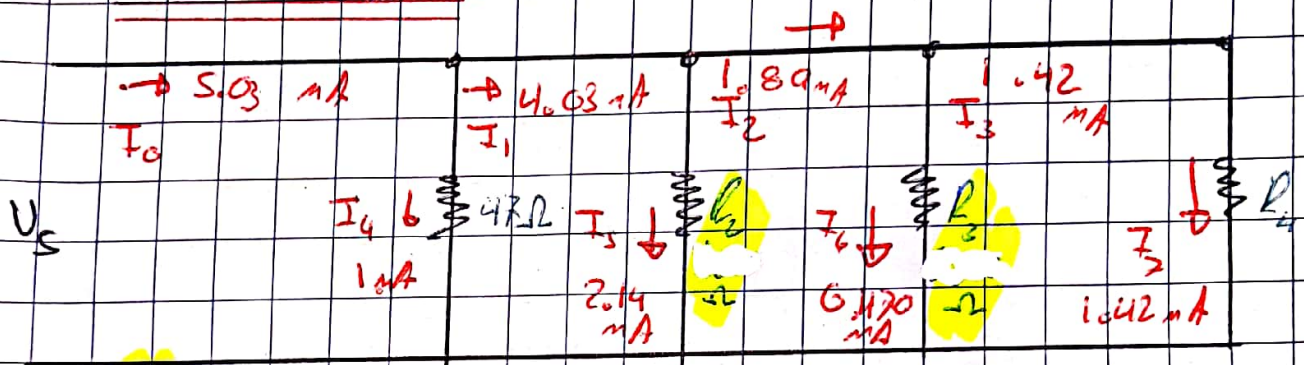 5.03 mA
I0
4.03 mA
I1
1.89 mA
I2
1.42 mA
I3
Us
I4
1 mA
47Ω
I5
2.14 mA
R2
Ω
I6
0.470 mA
R3
Ω
I7
1.42 mA
R4